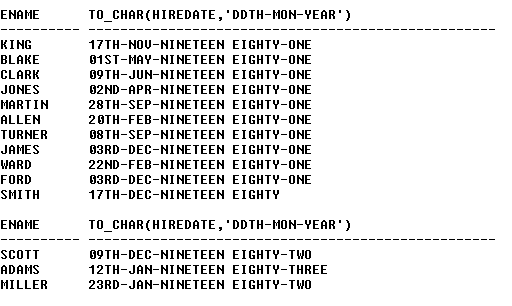 ENAME TO_CHAR(HIREDATE,'DDTH-MON-YEAR')
---------- ---------------------------------------------------
KING 17TH-NOV-NINETEEN EIGHTY-ONE
BLAKE 01ST-MAY-NINETEEN EIGHTY-ONE
CLARK 09TH-JUN-NINETEEN EIGHTY-ONE
JONES 02ND-APR-NINETEEN EIGHTY-ONE
MARTIN 28TH-SEP-NINETEEN EIGHTY-ONE
ALLEN 20TH-FEB-NINETEEN EIGHTY-ONE
TURNER 08TH-SEP-NINETEEN EIGHTY-ONE
JAMES 03RD-DEC-NINETEEN EIGHTY-ONE
WARD 22ND-FEB-NINETEEN EIGHTY-ONE
FORD 03RD-DEC-NINETEEN EIGHTY-ONE
SMITH 17TH-DEC-NINETEEN EIGHTY
ENAME TO_CHAR(HIREDATE,'DDTH-MON-YEAR')
---------- ---------------------------------------------------
SCOTT 09TH-DEC-NINETEEN EIGHTY-TWO
ADAMS 12TH-JAN-NINETEEN EIGHTY-THREE
MILLER 23RD-JAN-NINETEEN EIGHTY-TWO